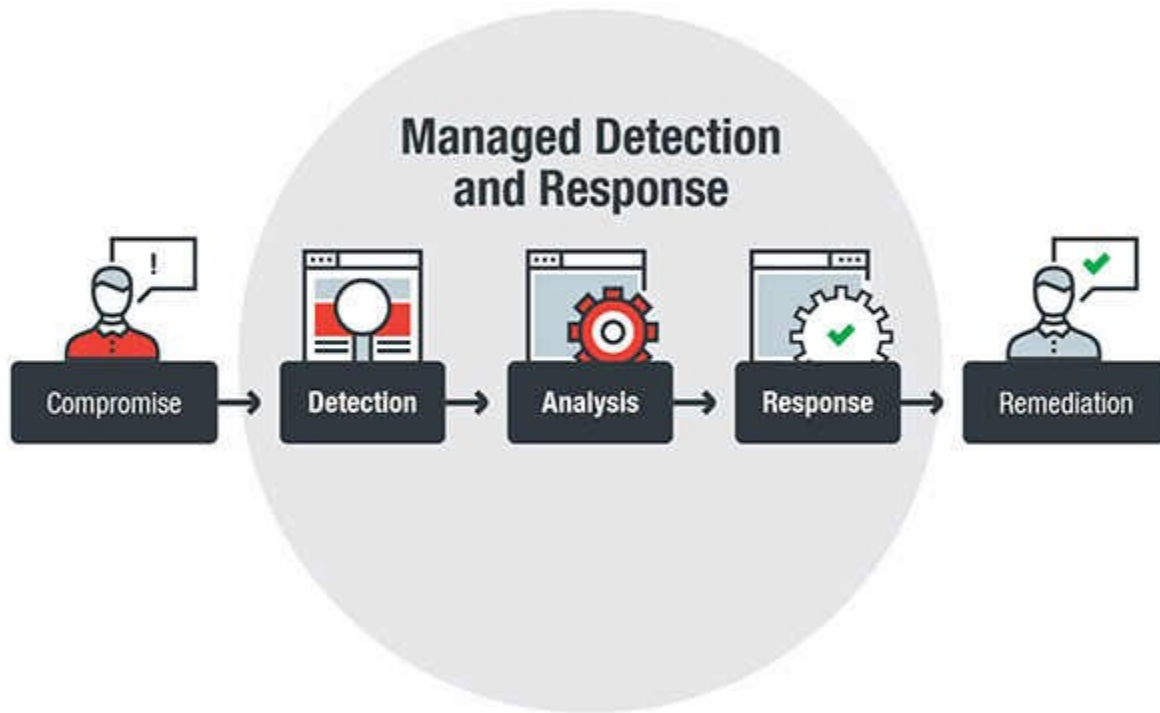 Managed Detection
and Response
!
Compromise
Detection
Analysis
Response
Remediation